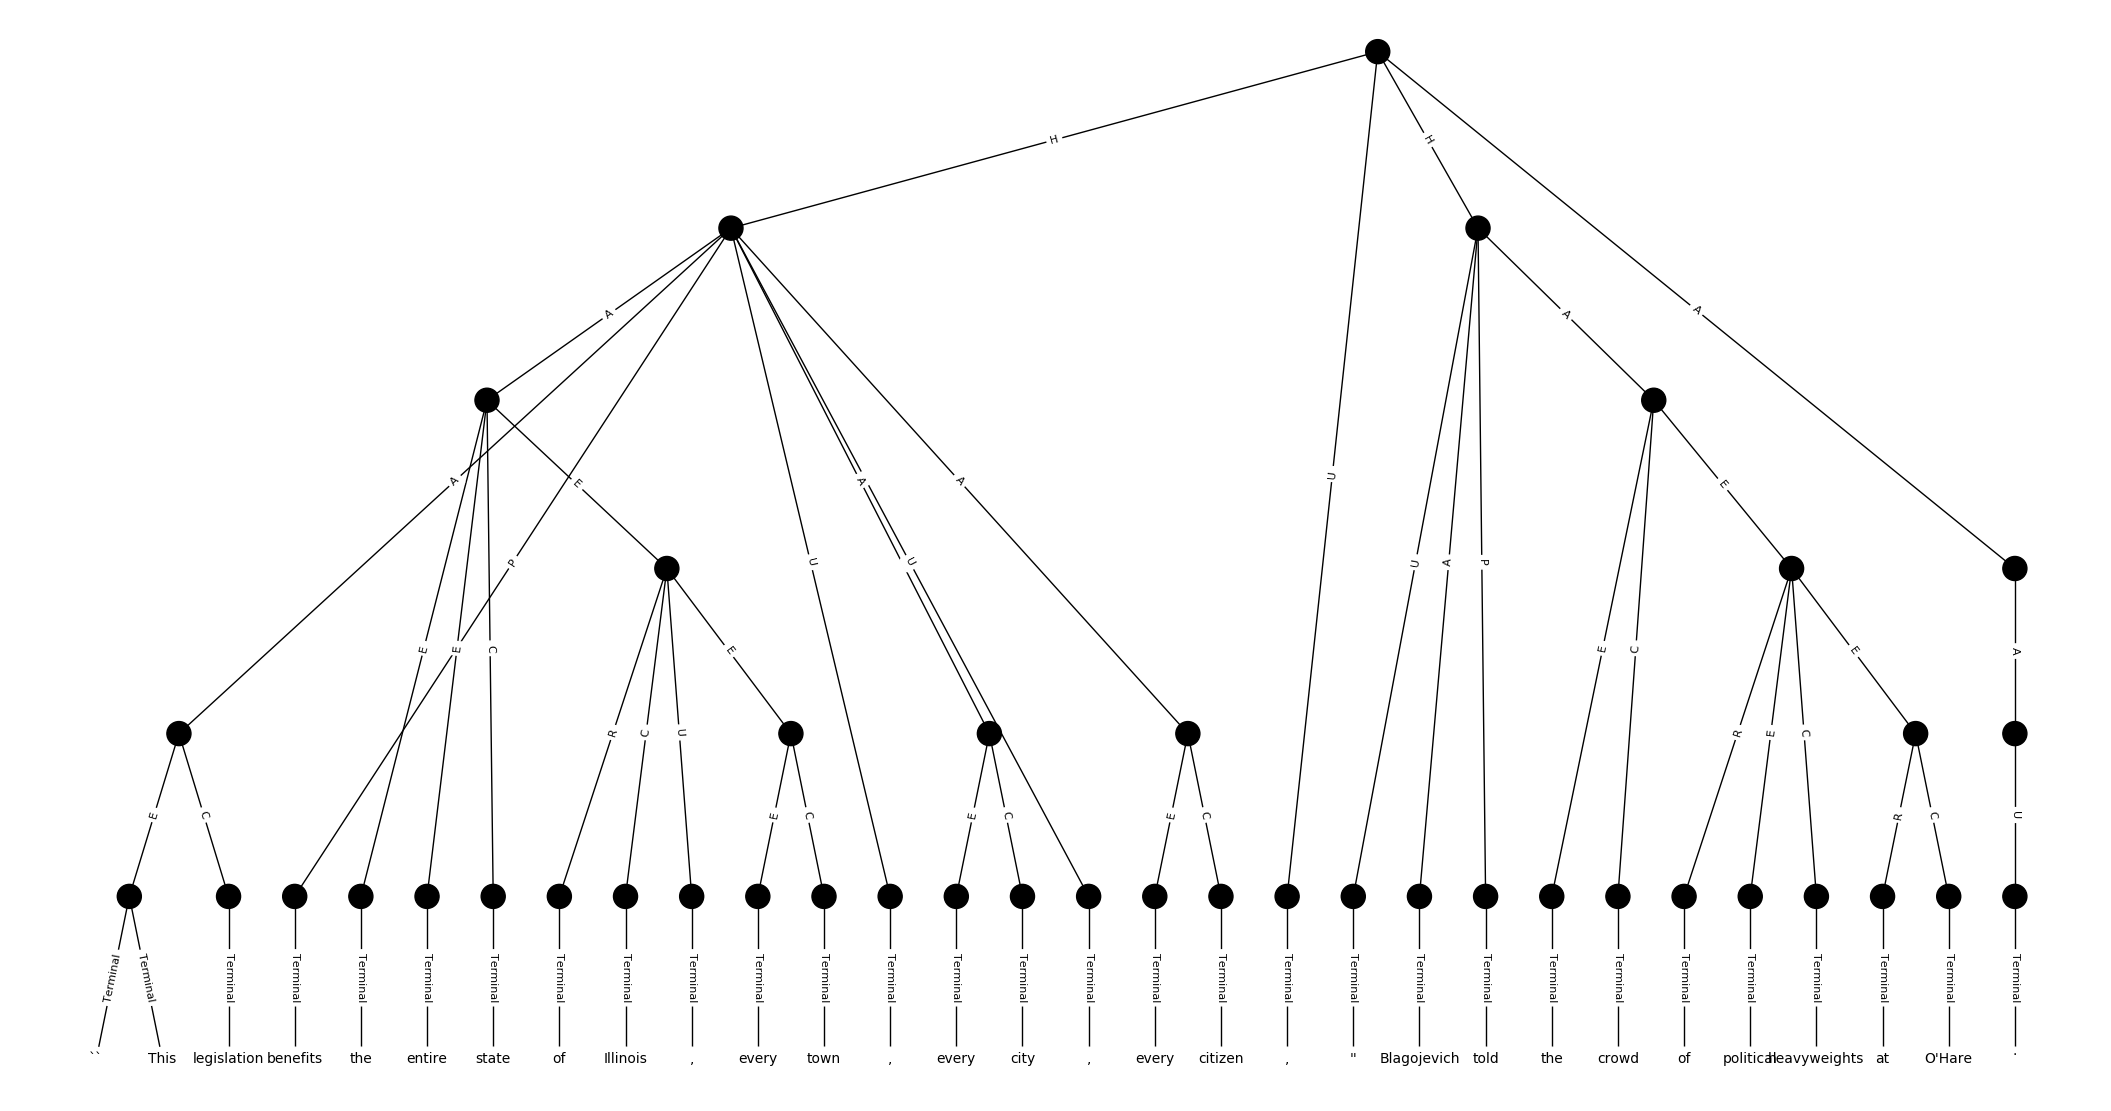 H
H
A
A
A
A
E
E
A
A
A
E
U
P
U
U
U
A
P
E
E
C
E
E
C
E
A
R
C
U
R
E
C
E
C
E
C
E
C
E
C
R
C
U
Terminal Terminal Terminal Terminal Terminal Terminal Terminal Terminal Terminal Terminal Terminal Terminal Terminal Terminal Terminal Terminal Terminal Terminal Terminal Terminal Terminal Terminal Terminal Terminal Terminal Terminal Terminal Terminal Terminal Terminal
`` This legislation benefits the entire state of Illinois , every town , every city , every citizen , " Blagojevich told the crowd of political heavyweights at O'Hare .